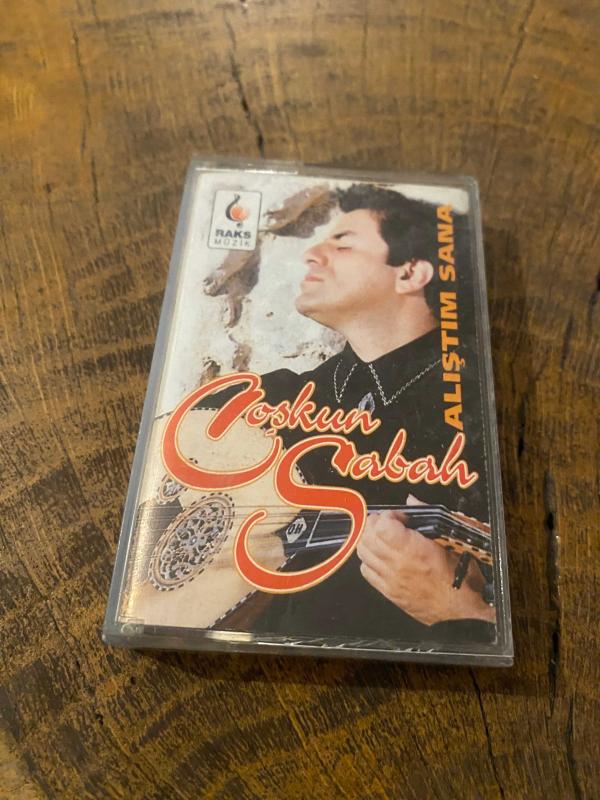 RAKS
MÜZİK
ALIŞTIM SANA
Coşkun
Sabah